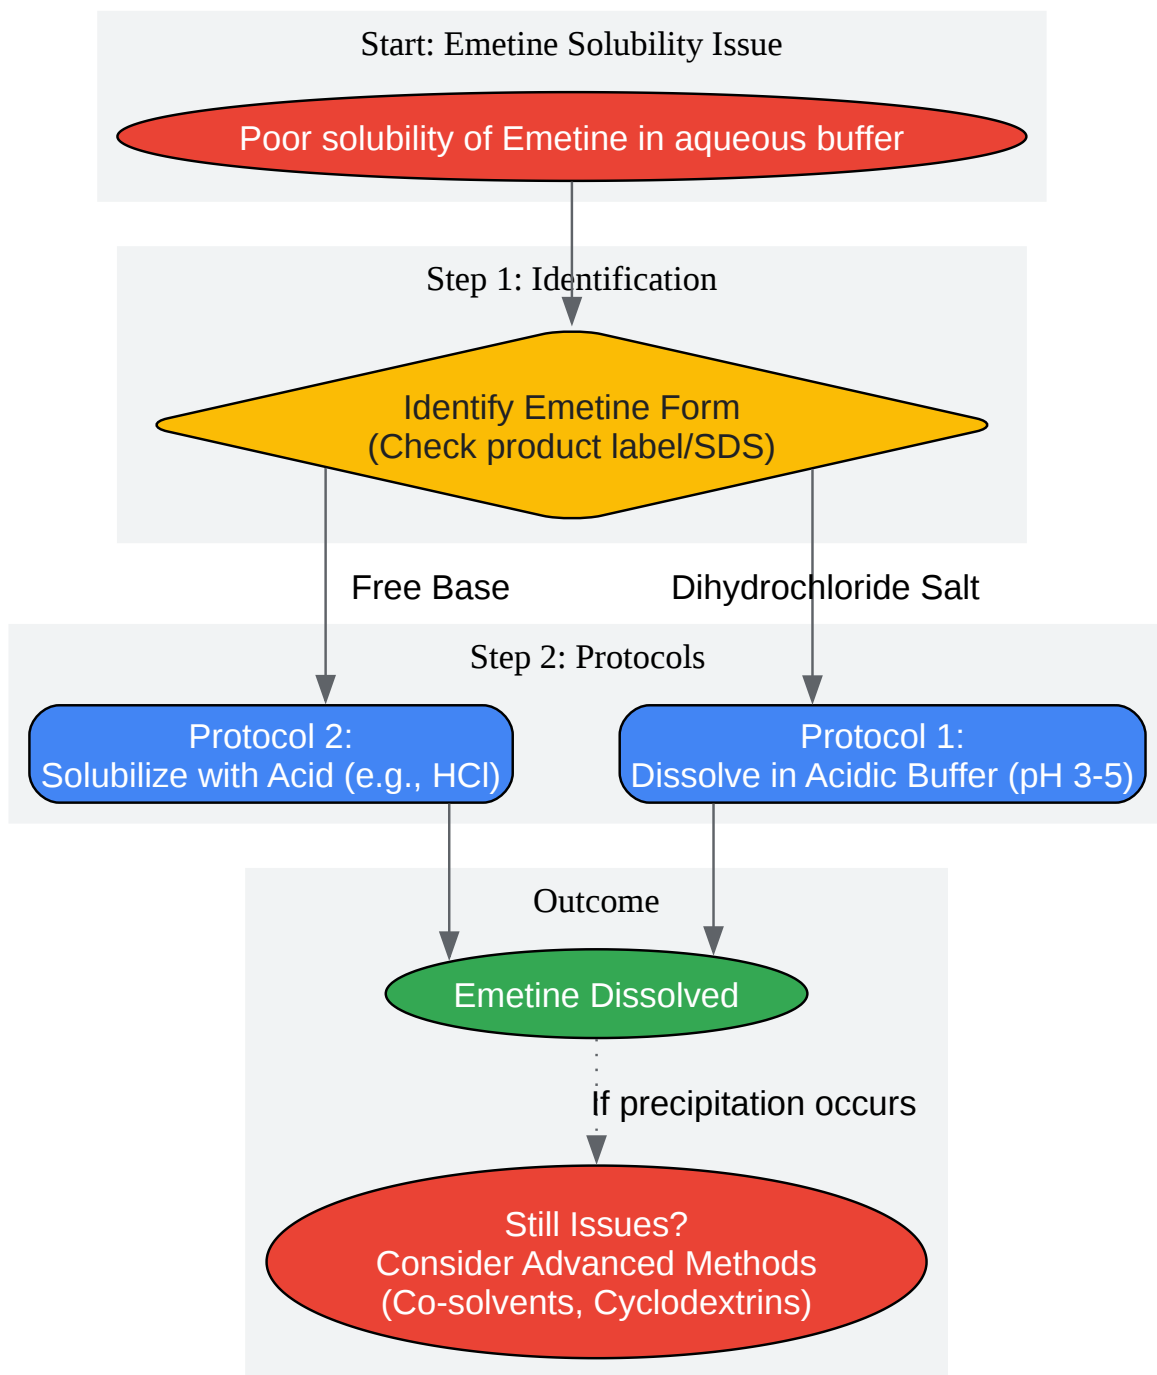 Start: Emetine Solubility Issue
Poor solubility of Emetine in aqueous buffer
Step 1: Identification
Identify Emetine Form
(Check product label/SDS)
Free Base
Dihydrochloride Salt
Step 2: Protocols
Protocol 2:
Solubilize with Acid (e.g., HCl)
Protocol 1:
Dissolve in Acidic Buffer (pH 3-5)
Outcome
Emetine Dissolved
If precipitation occurs
Still Issues?
Consider Advanced Methods
(Co-solvents, Cyclodextrins)